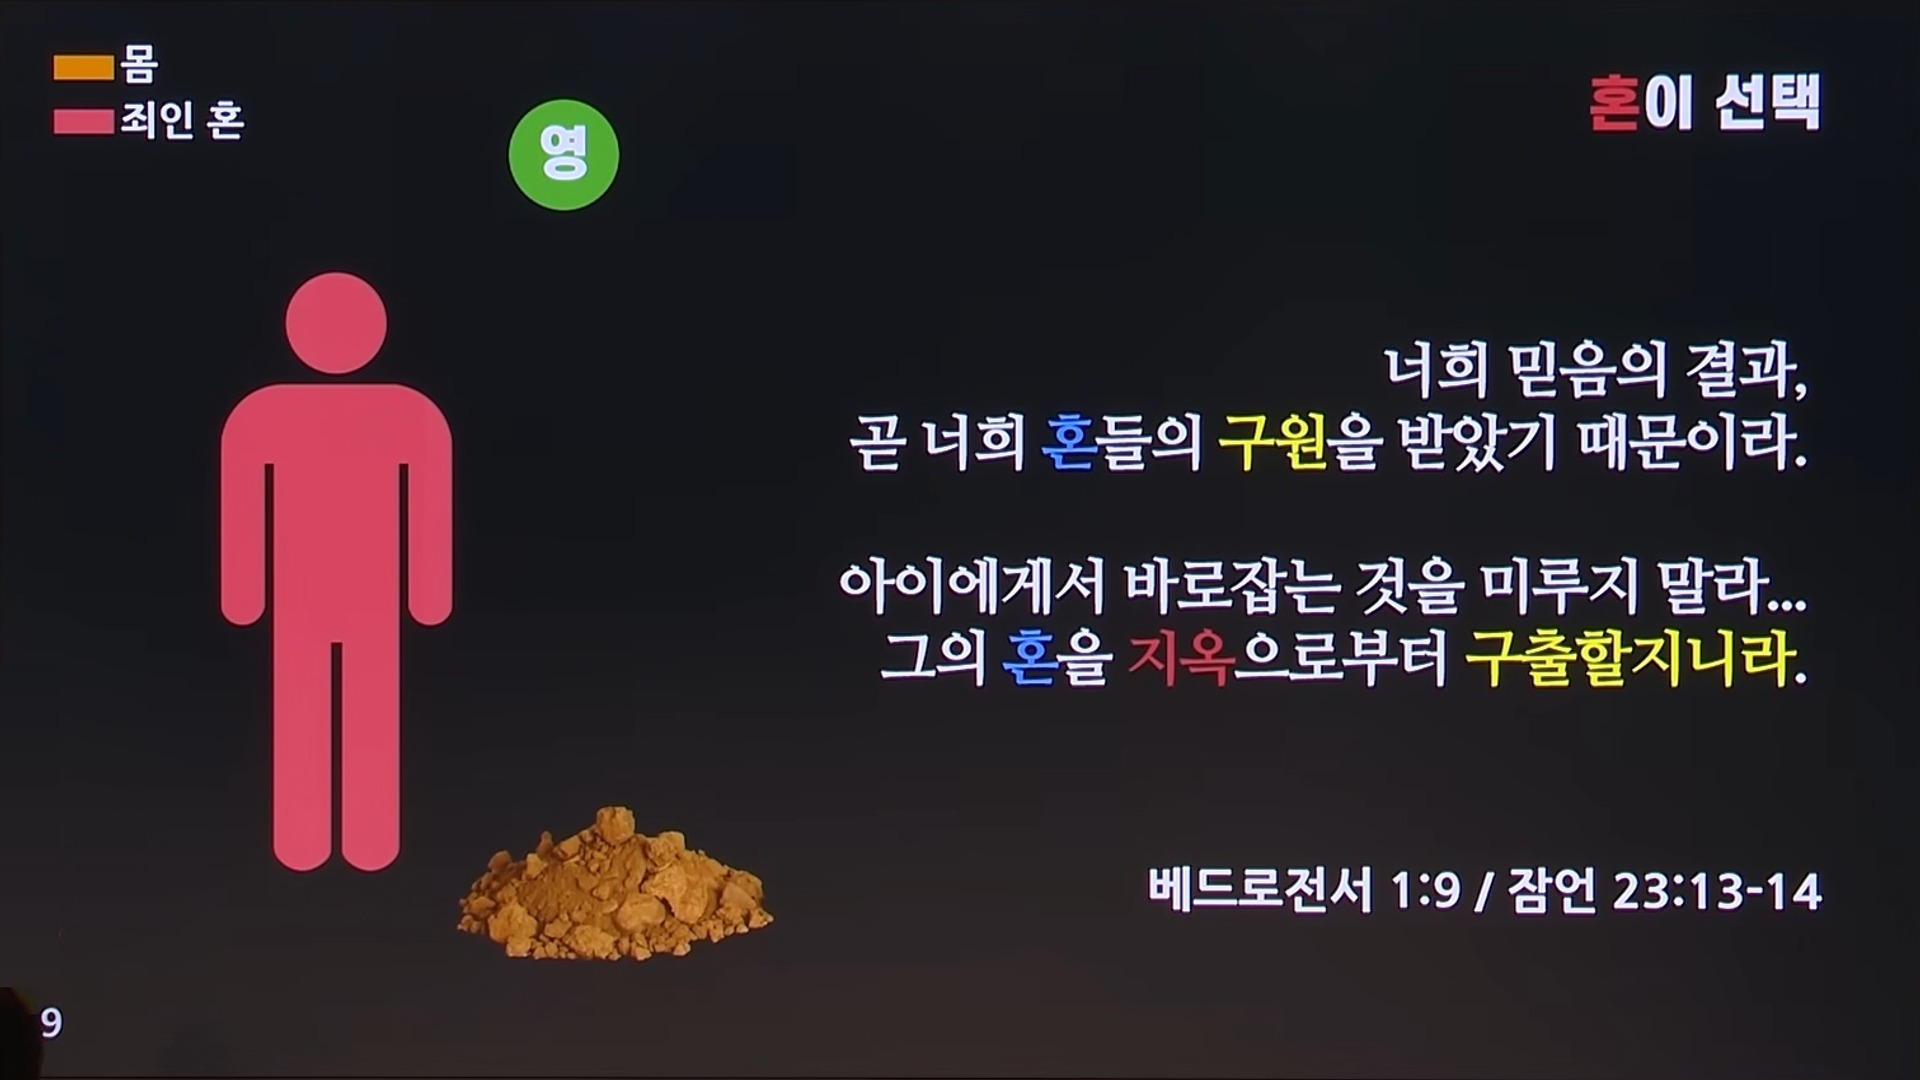 몸
죄인 혼
영
혼이 선택
너희 믿음의 결과,
곧 너희 혼들의 구원을 받았기 때문이라.
아이에게서 바로잡는 것을 미루지 말라...
그의 혼을 지옥으로부터 구출할지니라.
베드로전서 1:9 / 잠언 23:13-14
9